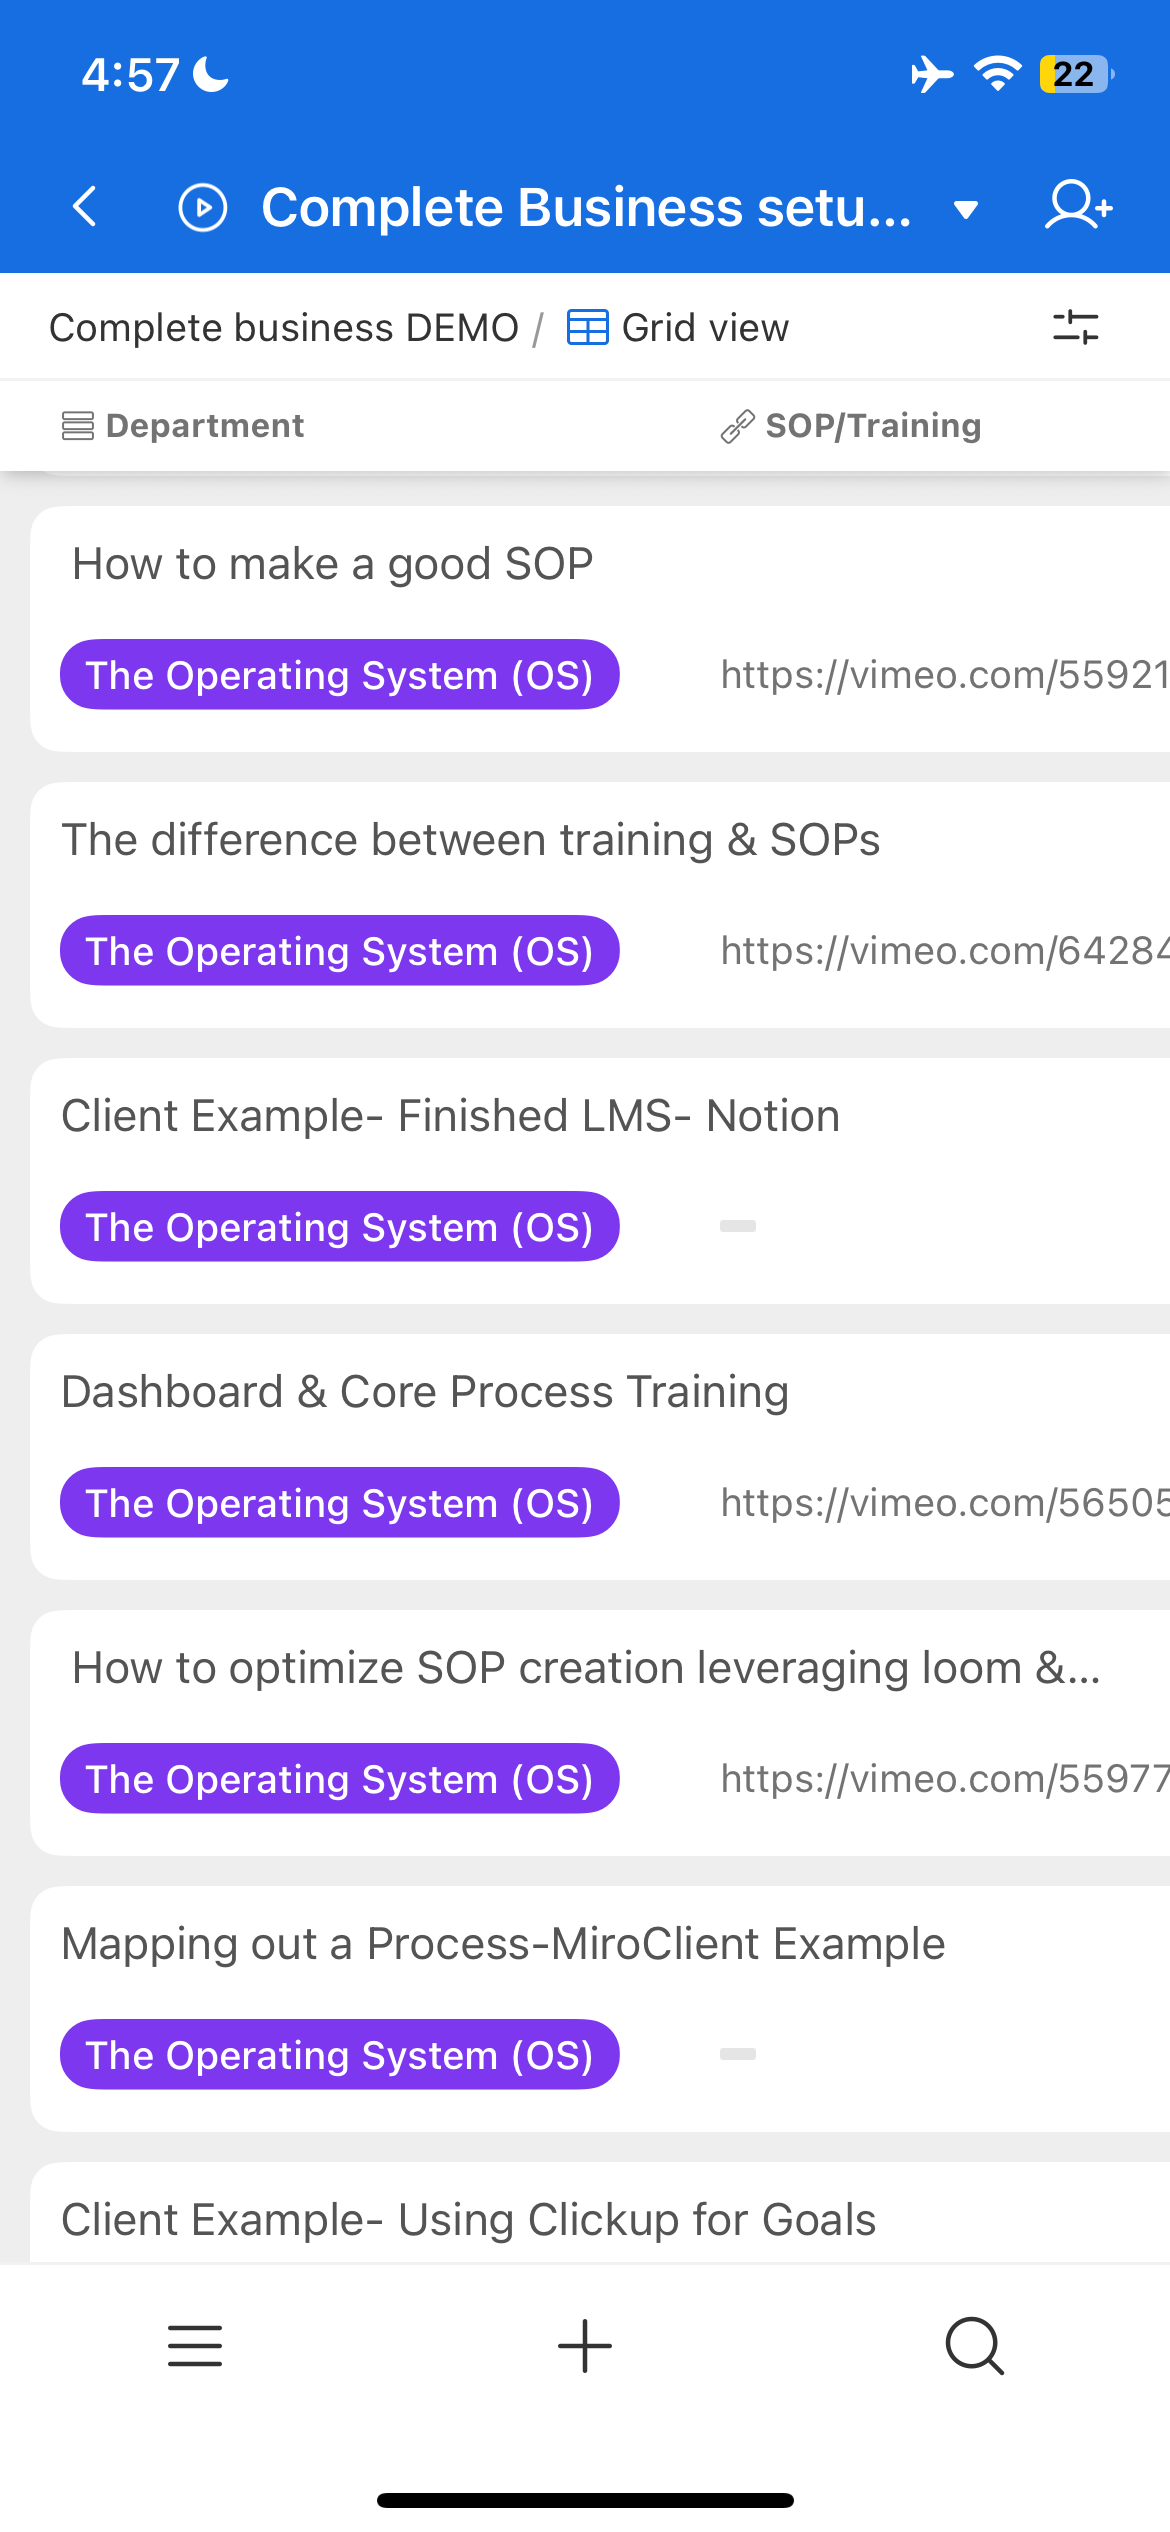 4:57
22
Complete Business setu...
Complete business DEMO / Grid view
Department SOP/Training
How to make a good SOP
The Operating System (OS) https://vimeo.com/55921
The difference between training & SOPs
The Operating System (OS) https://vimeo.com/64284
Client Example- Finished LMS- Notion
The Operating System (OS)
Dashboard & Core Process Training
The Operating System (OS) https://vimeo.com/56505
How to optimize SOP creation leveraging loom &...
The Operating System (OS) https://vimeo.com/55977
Mapping out a Process-MiroClient Example
The Operating System (OS)
Client Example- Using Clickup for Goals